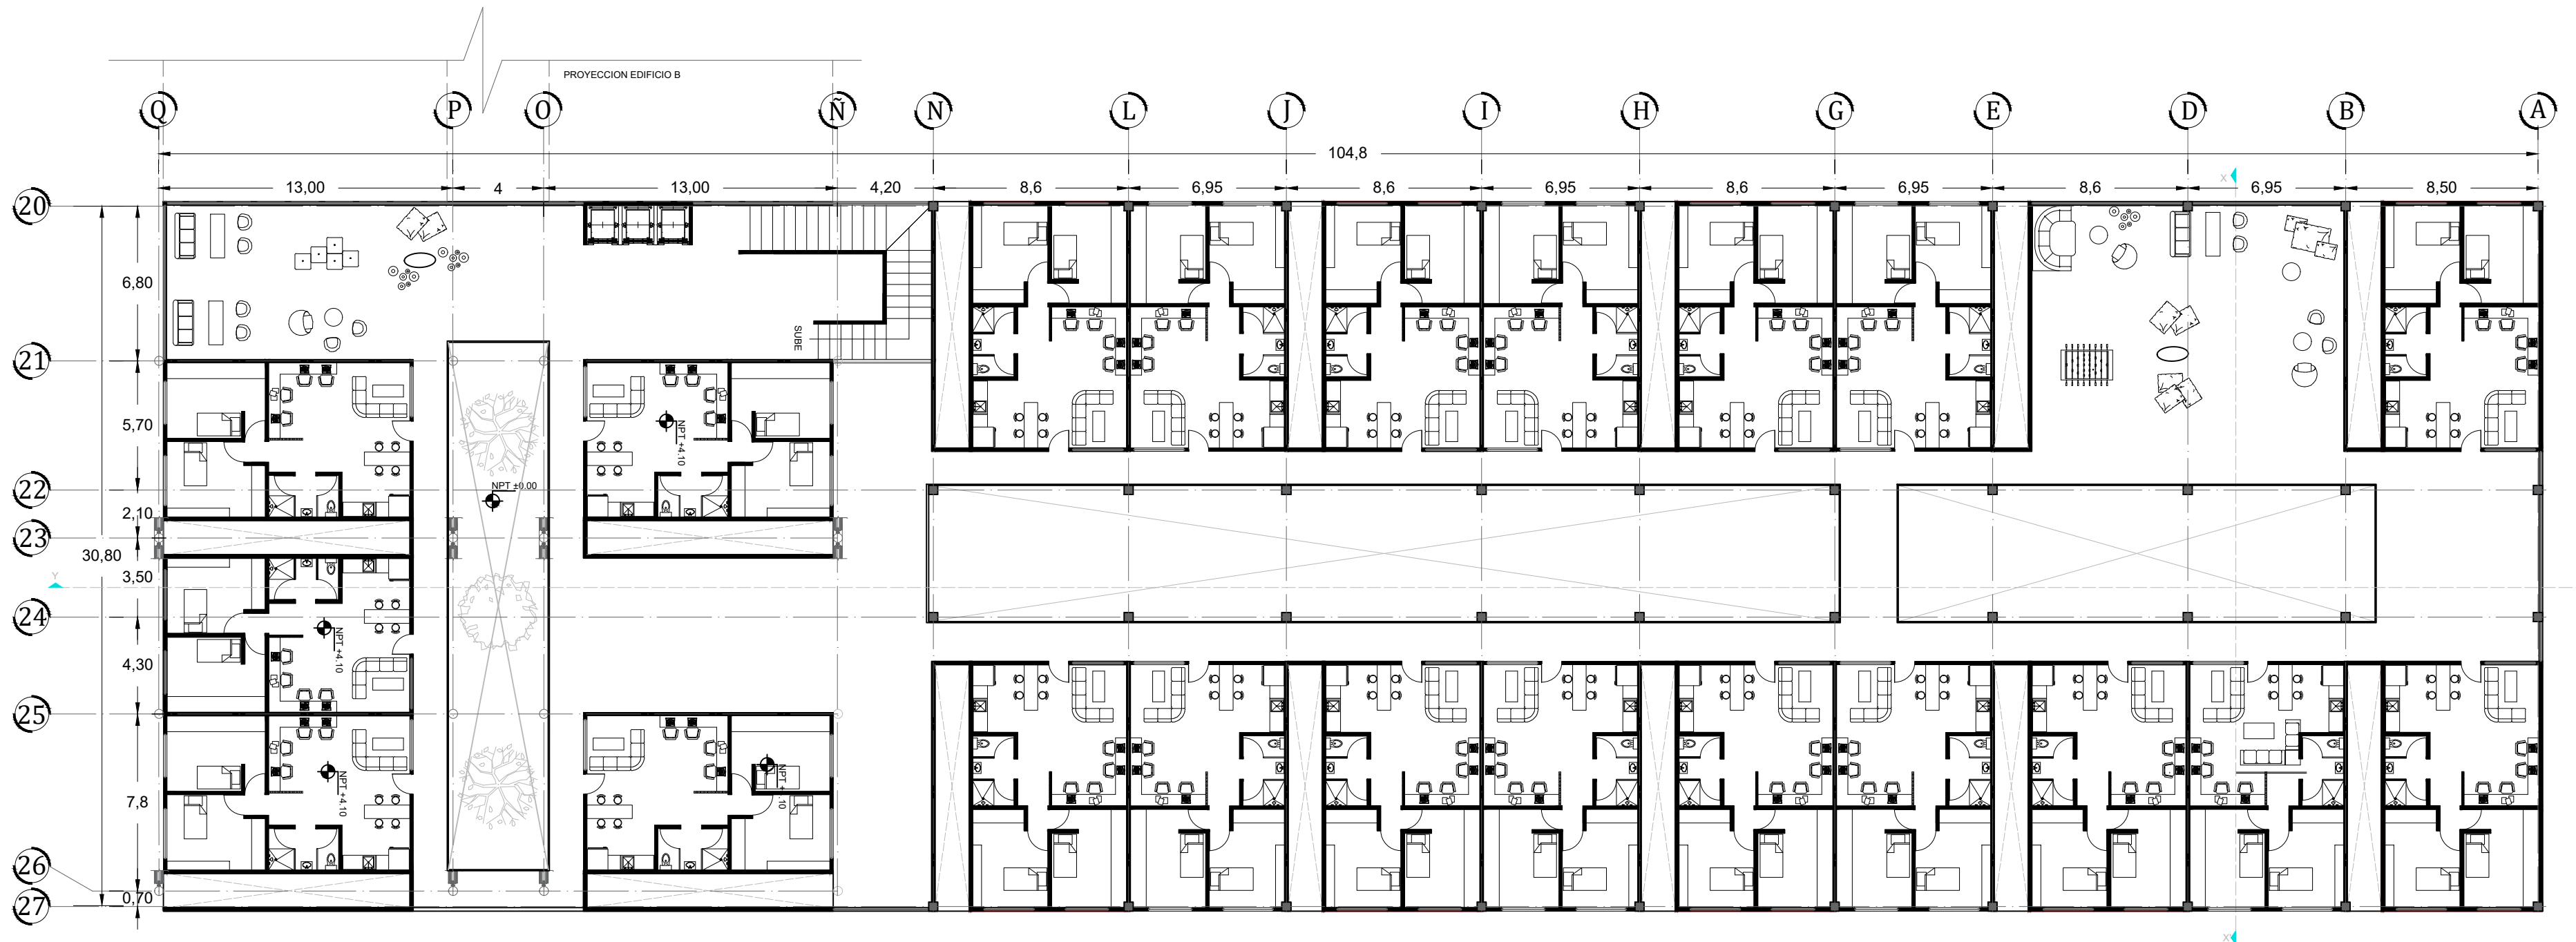 PROYECCION EDIFICIO B
Q P O Ñ N L J I H G E D B A
104,8
13,00 4 13,00 4,20 8,6 6,95 8,6 6,95 8,6 6,95 8,6 6,95 8,50
X
20
6,80
SUBE
21
5,70
NPT +4.10
22
NPT ±0.00
2,10
23
30,80
3,50
Y
24
NPT +4.10
4,30
25
NPT +4.10
7,8
26
0,70
27
X'